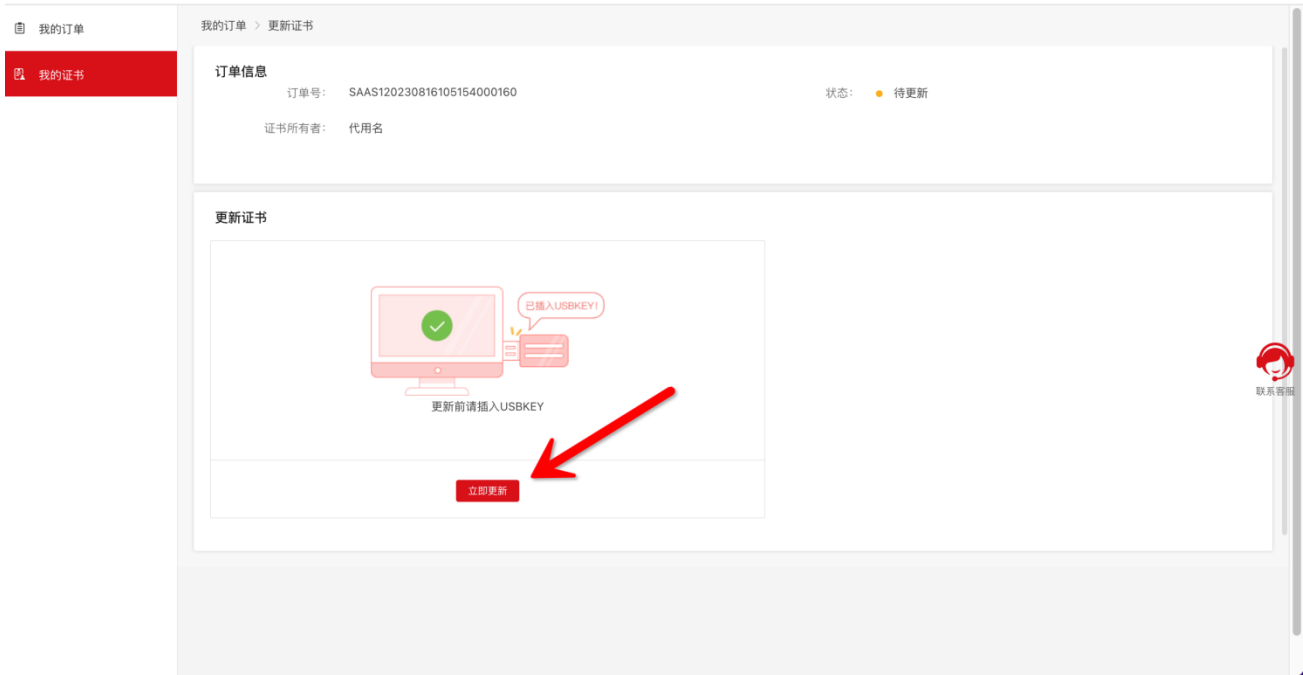 我的订单
我的证书
我的订单 > 更新证书
订单信息
订单号: SAAS120230816105154000160 状态: 待更新
证书所有者: 代用名
更新证书
已插入USBKEY!
更新前请插入USBKEY
立即更新
联系客服